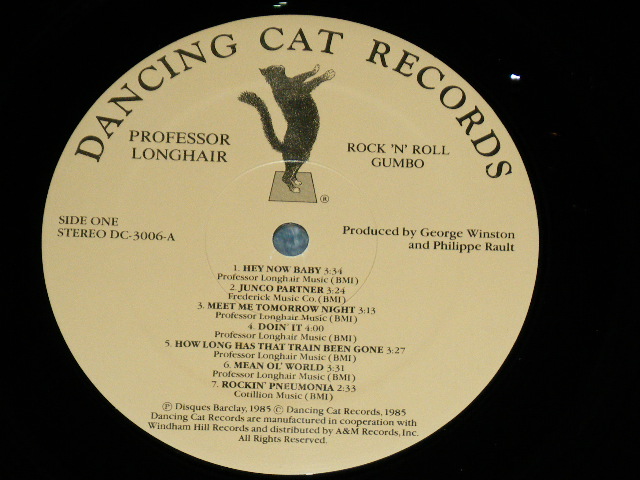 DANCING CAT RECORDS
PROFESSOR
LONGHAIR
ROCK 'N' ROLL
GUMBO
®
SIDE ONE
STEREO DC-3006-A
Produced by George Winston
and Philippe Rault
1. HEY NOW BABY 3:34
Professor Longhair Music (BMI)
2. JUNCO PARTNER 3:24
Frederick Music Co. (BMI)
3. MEET ME TOMORROW NIGHT 3:13
Professor Longhair Music (BMI)
4. DOIN' IT 4:00
Professor Longhair Music (BMI)
5. HOW LONG HAS THAT TRAIN BEEN GONE 3:27
Professor Longhair Music (BMI)
6. MEAN OL' WORLD 3:31
Professor Longhair Music (BMI)
7. ROCKIN' PNEUMONIA 2:33
Cotillion Music (BMI)
Ⓟ Disques Barclay, 1985 © Dancing Cat Records, 1985
Dancing Cat Records are manufactured in cooperation with
Windham Hill Records and distributed by A&M Records, Inc.
All Rights Reserved.